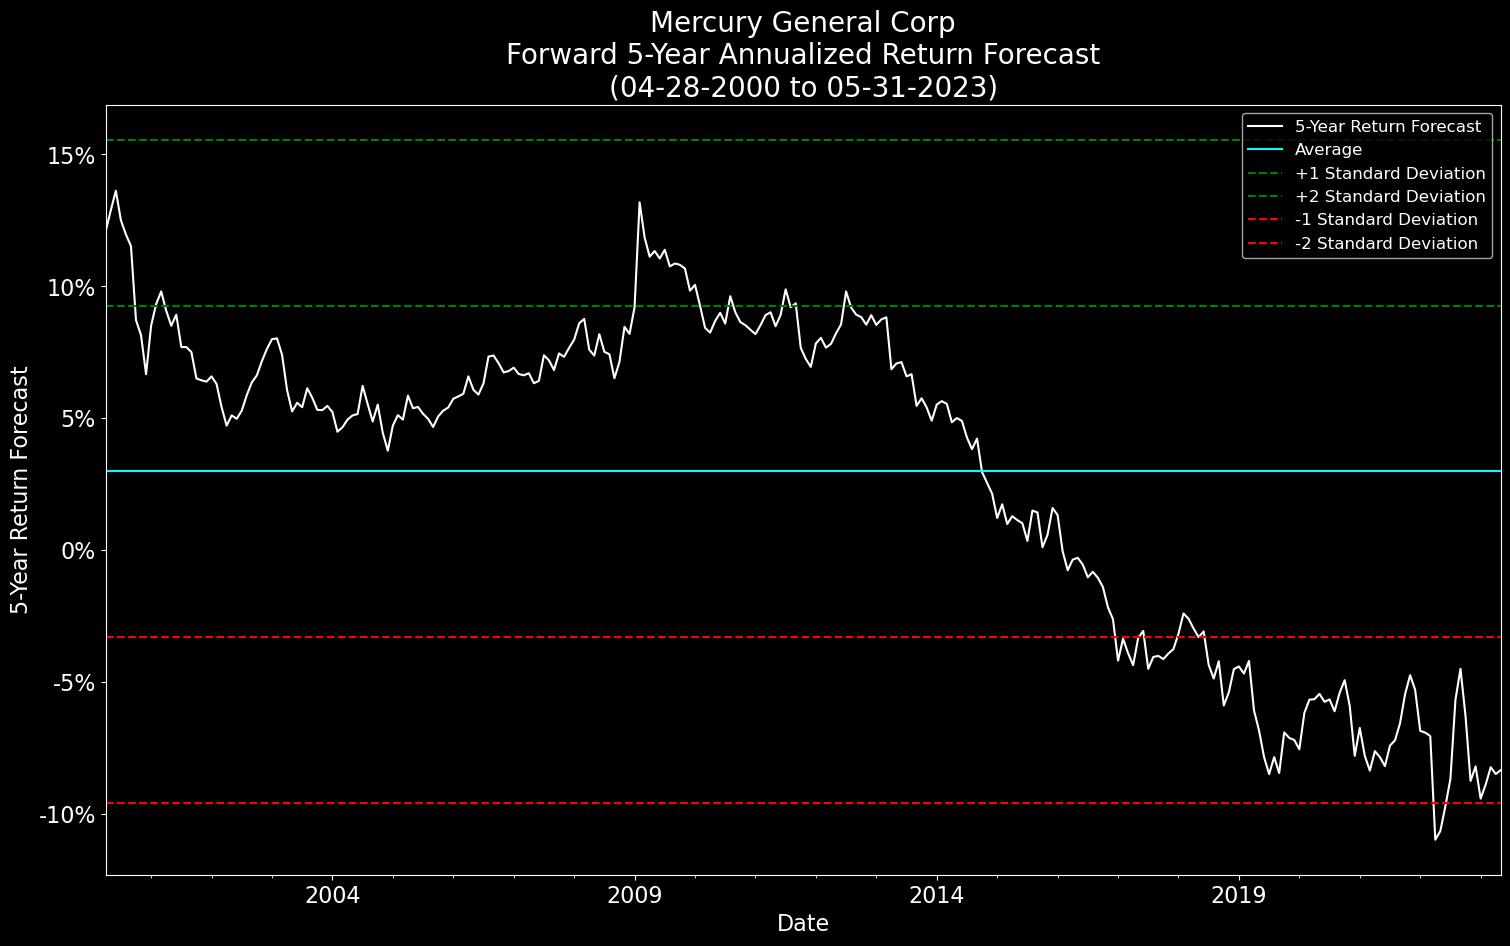 Mercury General Corp
Forward 5-Year Annualized Return Forecast
(04-28-2000 to 05-31-2023)
5-Year Return Forecast
Average
+1 Standard Deviation
+2 Standard Deviation
-1 Standard Deviation
-2 Standard Deviation
15%
10%
5%
0%
-5%
-10%
5-Year Return Forecast
2004
2009
2014
2019
Date